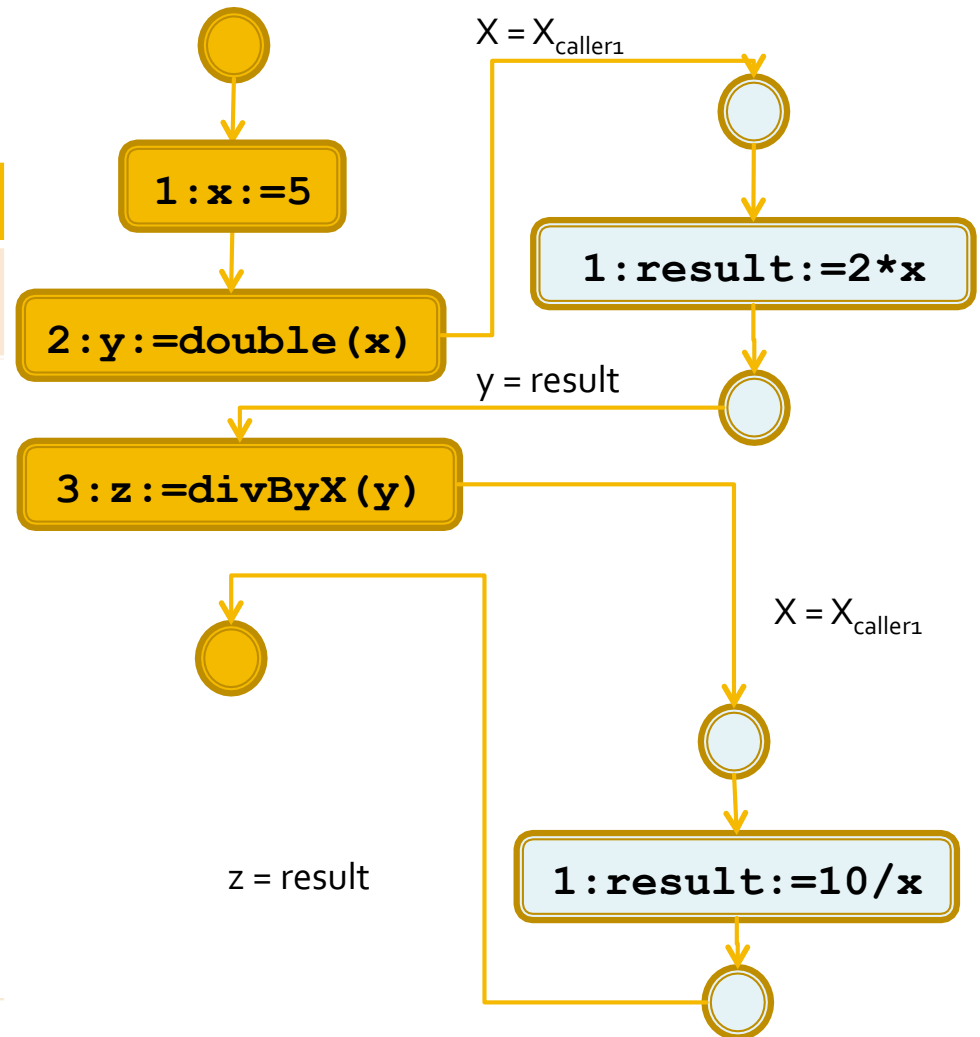 X = Xcaller1
1:x:=5
1:result:=2*x
2:y:=double(x)
y = result
3:z:=divByX(y)
X = Xcaller1
z = result
1:result:=10/x